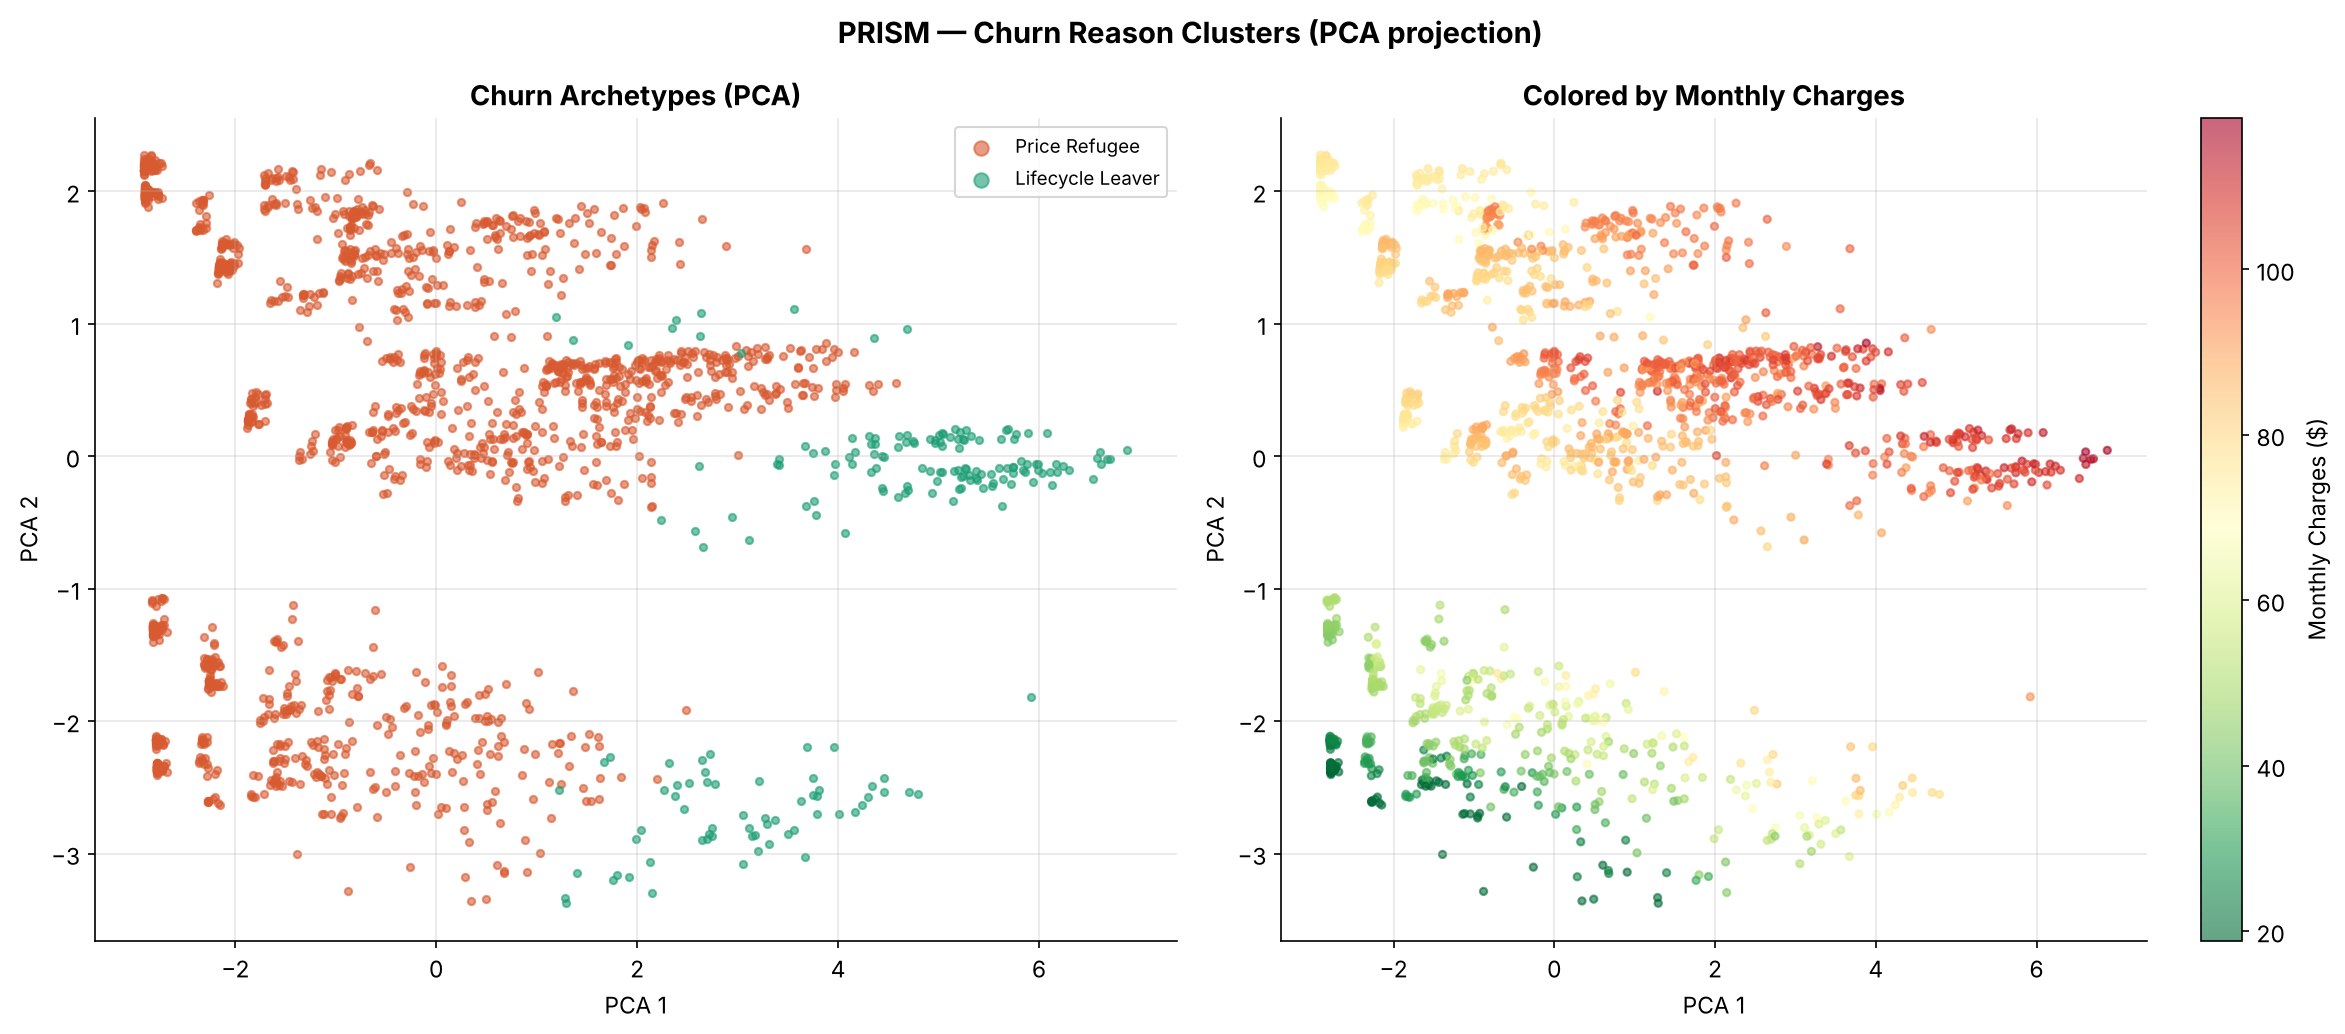 PRISM — Churn Reason Clusters (PCA projection)
Churn Archetypes (PCA)
Price Refugee
Lifecycle Leaver
2
1
0
−1
−2
−3
PCA 2
−2
0
2
4
6
PCA 1
Colored by Monthly Charges
2
1
0
−1
−2
−3
PCA 2
−2
0
2
4
6
PCA 1
100
80
60
40
20
Monthly Charges ($)